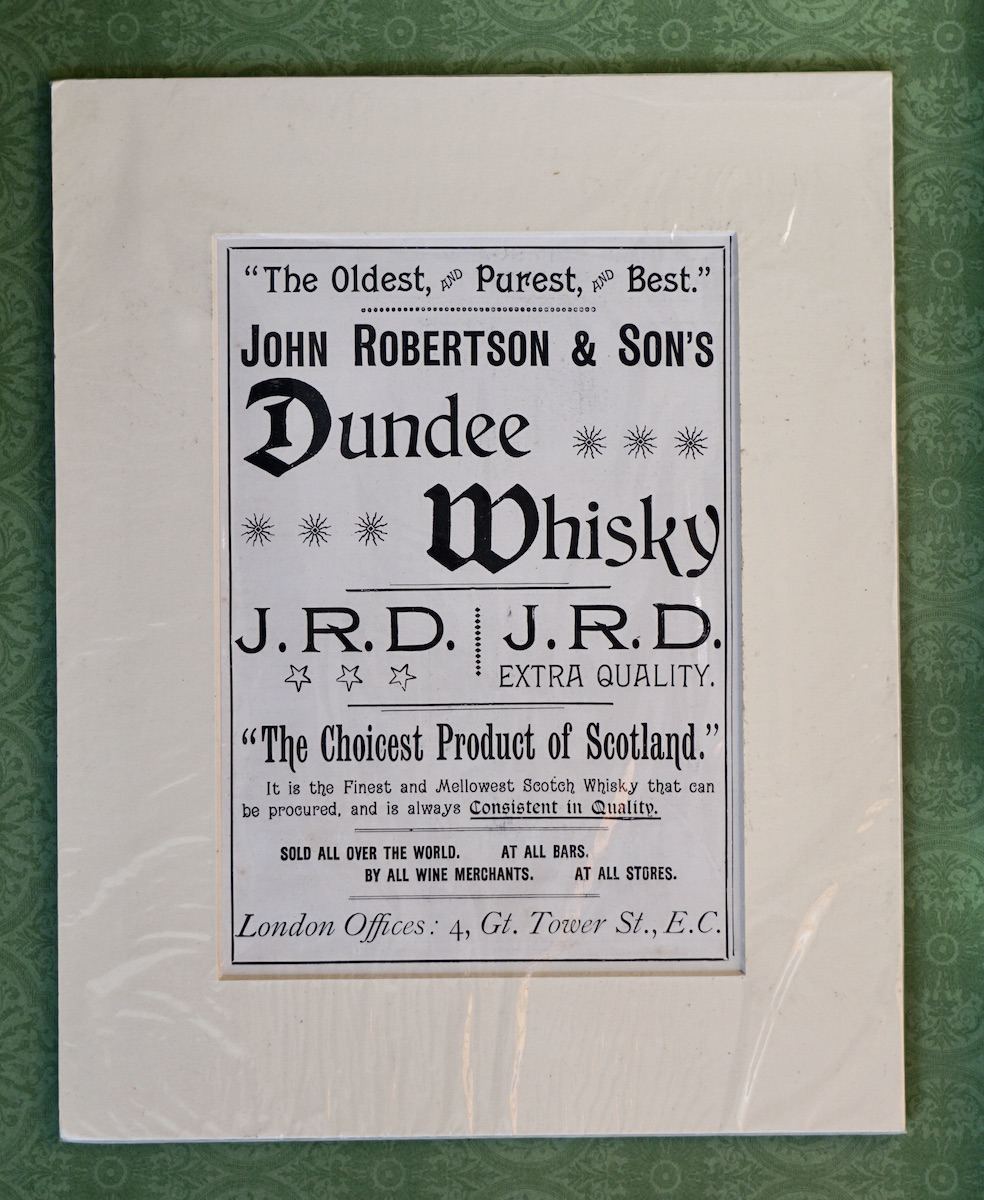 “The Oldest, AND Purest, AND Best.”
JOHN ROBERTSON & SON'S
Dundee
Whisky
J.R.D. J.R.D.
EXTRA QUALITY.
“The Choicest Product of Scotland.”
It is the Finest and Mellowest Scotch Whisky that can
be procured, and is always Consistent in Quality.
SOLD ALL OVER THE WORLD. AT ALL BARS.
BY ALL WINE MERCHANTS. AT ALL STORES.
London Offices: 4, Gt. Tower St., E.C.